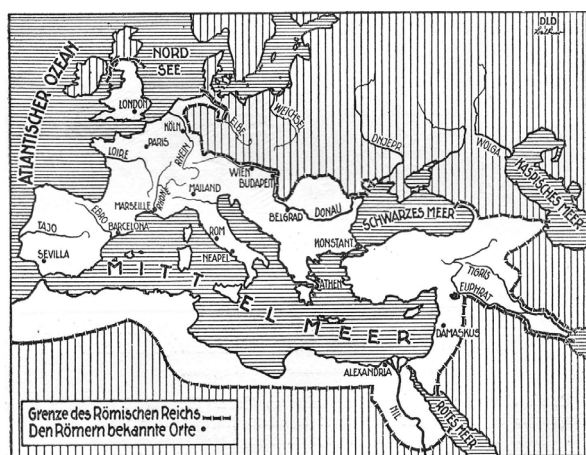 DLD
NORD
SEE
ATLANTISCHER OZEAN
LONDON
ELBE
WEICHSEL
KÖLN
PARIS
RHEIN
DNJEPR
WOLGA
LOIRE
WIEN
BUDAPEST
KASPISCHES MEER
MAILAND
RHONE
MARSEILLE
BELGRAD
DONAU
SCHWARZES MEER
EBRO
BARCELONA
TAJO
ROM
KONSTANT.
SEVILLA
NEAPEL
ATHEN
TIGRIS
EUPHRAT
MITTELMEER
DAMASKUS
ALEXANDRIA
NIL
ROTES MEER
Grenze des Römischen Reichs
Den Römern bekannte Orte